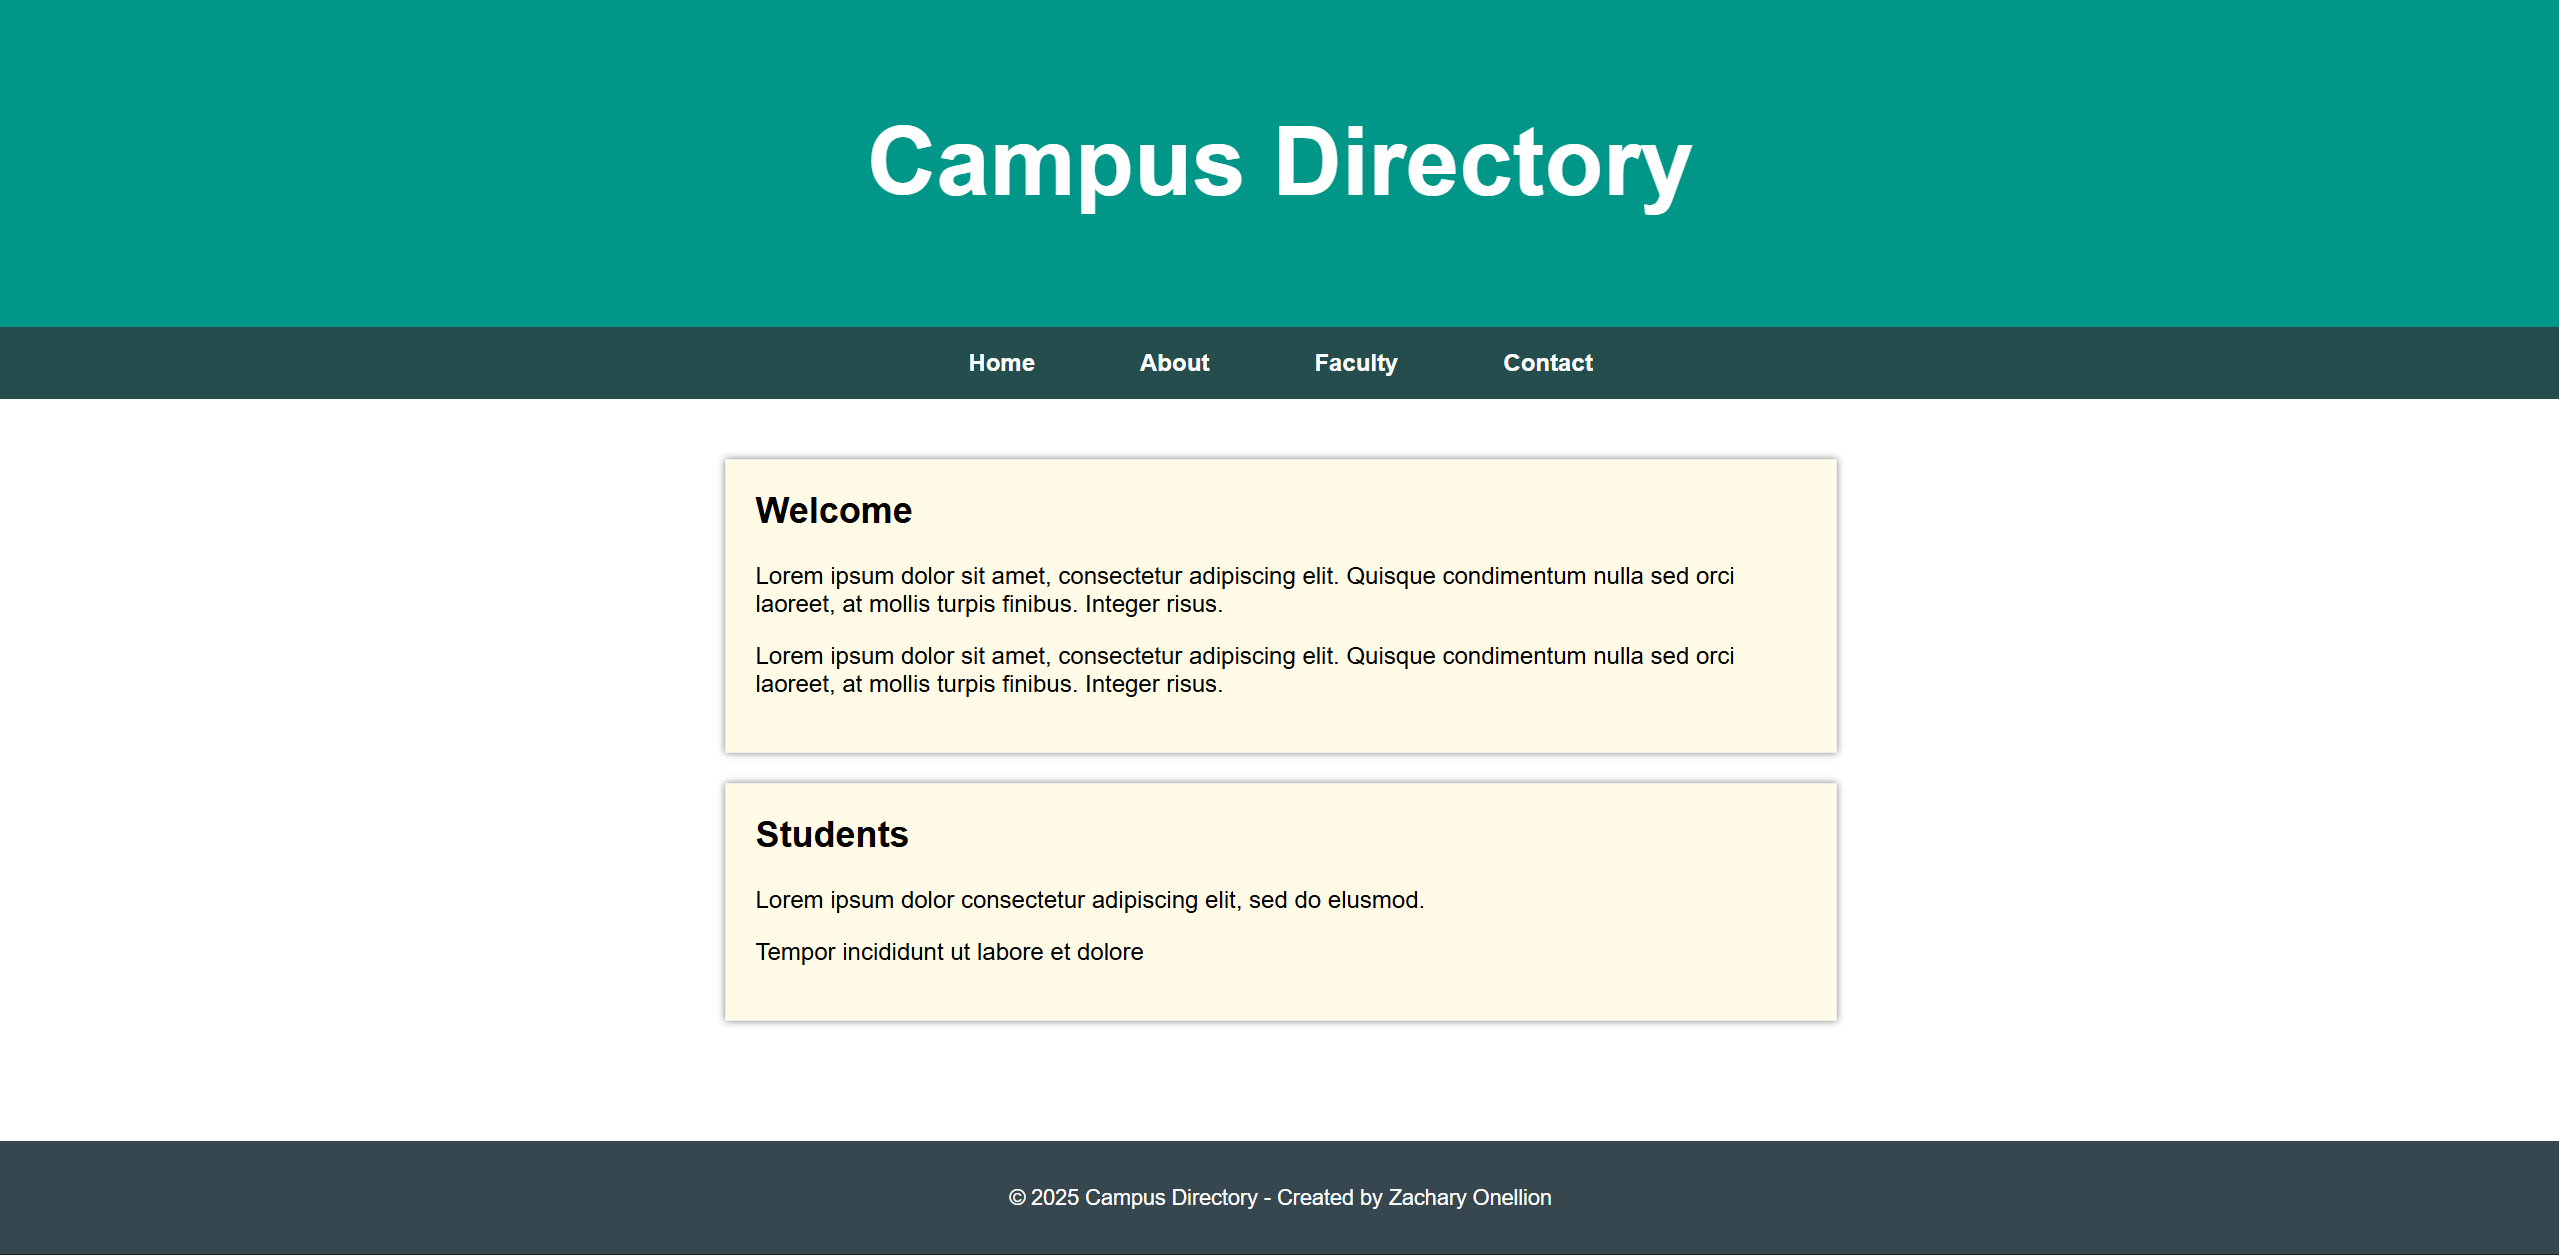 Campus Directory
Home About Faculty Contact
Welcome
Lorem ipsum dolor sit amet, consectetur adipiscing elit. Quisque condimentum nulla sed orci
laoreet, at mollis turpis finibus. Integer risus.
Lorem ipsum dolor sit amet, consectetur adipiscing elit. Quisque condimentum nulla sed orci
laoreet, at mollis turpis finibus. Integer risus.
Students
Lorem ipsum dolor consectetur adipiscing elit, sed do elusmod.
Tempor incididunt ut labore et dolore
© 2025 Campus Directory - Created by Zachary Onellion